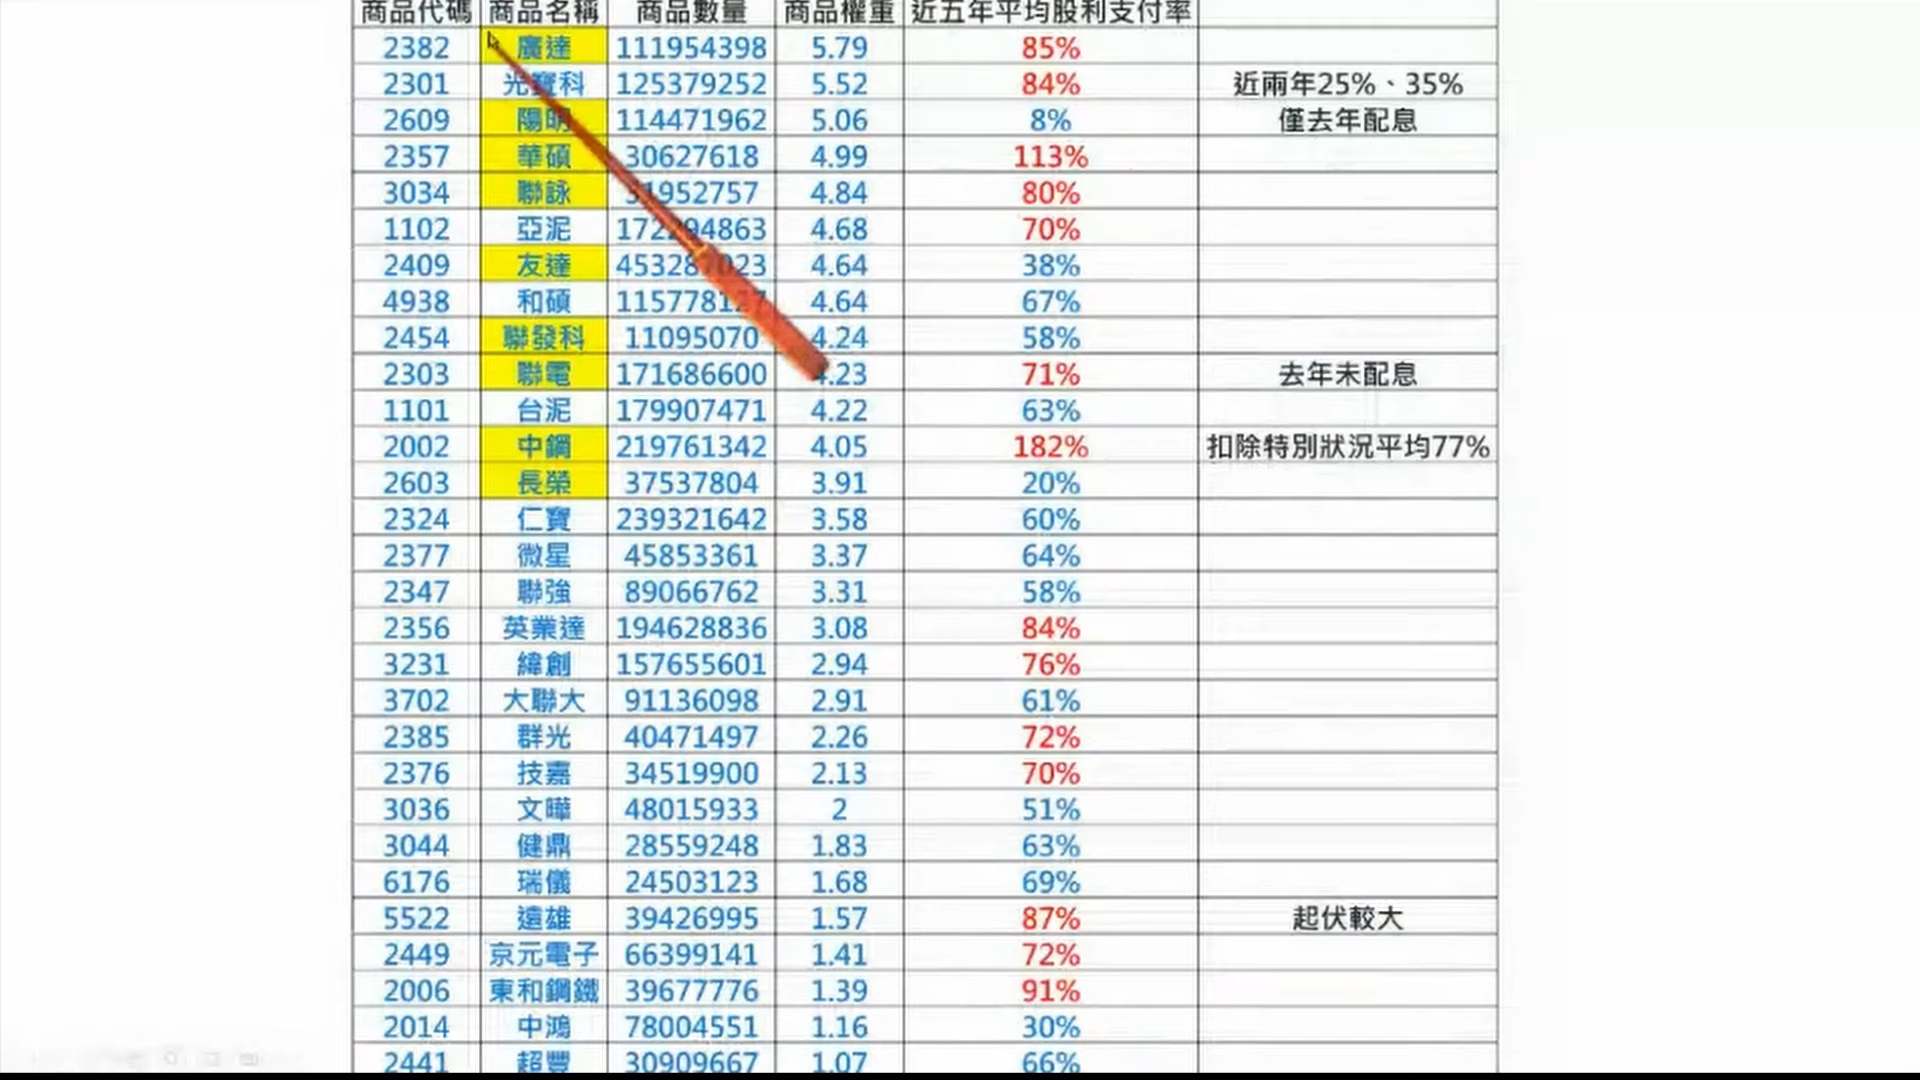 商品代碼 商品名稱 商品數量 商品權重 近五年平均股利支付率
2382 廣達 111954398 5.79 85%
2301 光寶科 125379252 5.52 84% 近兩年25%、35%
2609 陽明 114471962 5.06 8% 僅去年配息
2357 華碩 30627618 4.99 113%
3034 聯詠 4.84 80%
1102 亞泥 4.68 70%
2409 友達 4.64 38%
4938 和碩 4.64 67%
2454 聯發科 11095070 4.24 58%
2303 聯電 171686600 4.23 71% 去年未配息
1101 台泥 179907471 4.22 63%
2002 中鋼 219761342 4.05 182% 扣除特別狀況平均77%
2603 長榮 37537804 3.91 20%
2324 仁寶 239321642 3.58 60%
2377 微星 45853361 3.37 64%
2347 聯強 89066762 3.31 58%
2356 英業達 194628836 3.08 84%
3231 緯創 157655601 2.94 76%
3702 大聯大 91136098 2.91 61%
2385 群光 40471497 2.26 72%
2376 技嘉 34519900 2.13 70%
3036 文曄 48015933 2 51%
3044 健鼎 28559248 1.83 63%
6176 瑞儀 24503123 1.68 69%
5522 遠雄 39426995 1.57 87% 起伏較大
2449 京元電子 66399141 1.41 72%
2006 東和鋼鐵 39677776 1.39 91%
2014 中鴻 78004551 1.16 30%
2441 超豐 30909667 1.07 66%